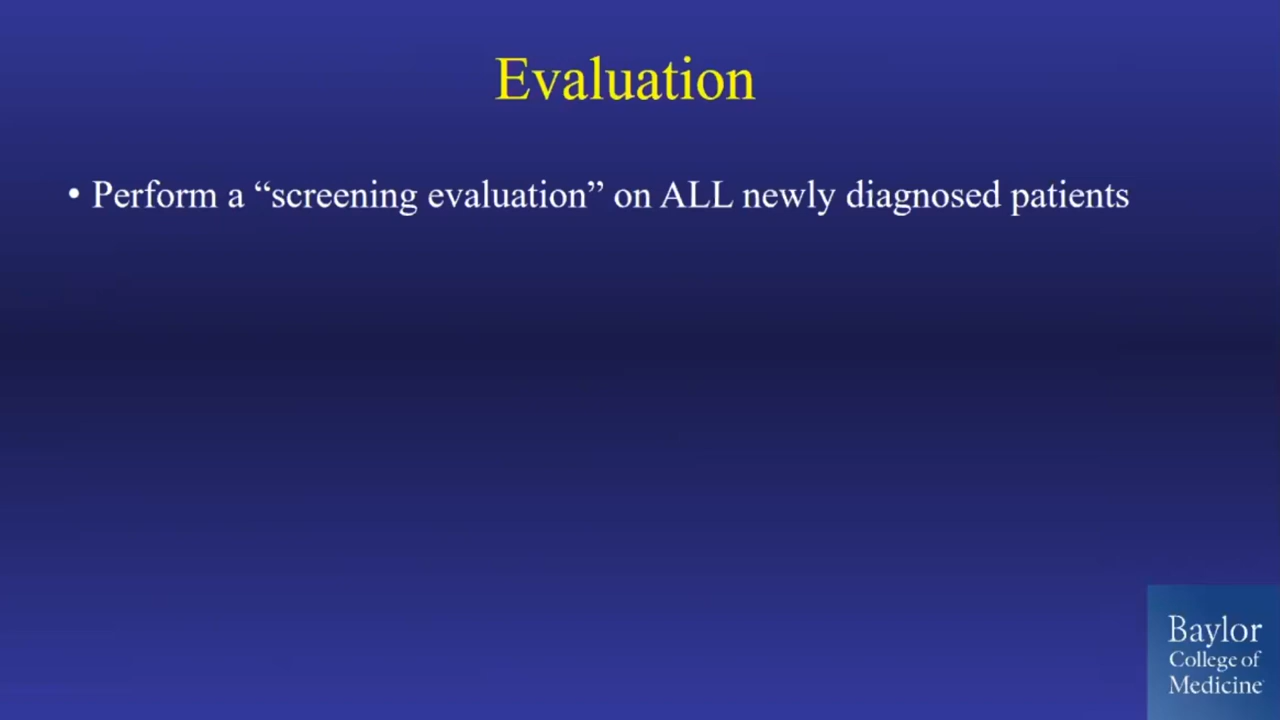 Evaluation
• Perform a “screening evaluation” on ALL newly diagnosed patients
Baylor
College of
Medicine